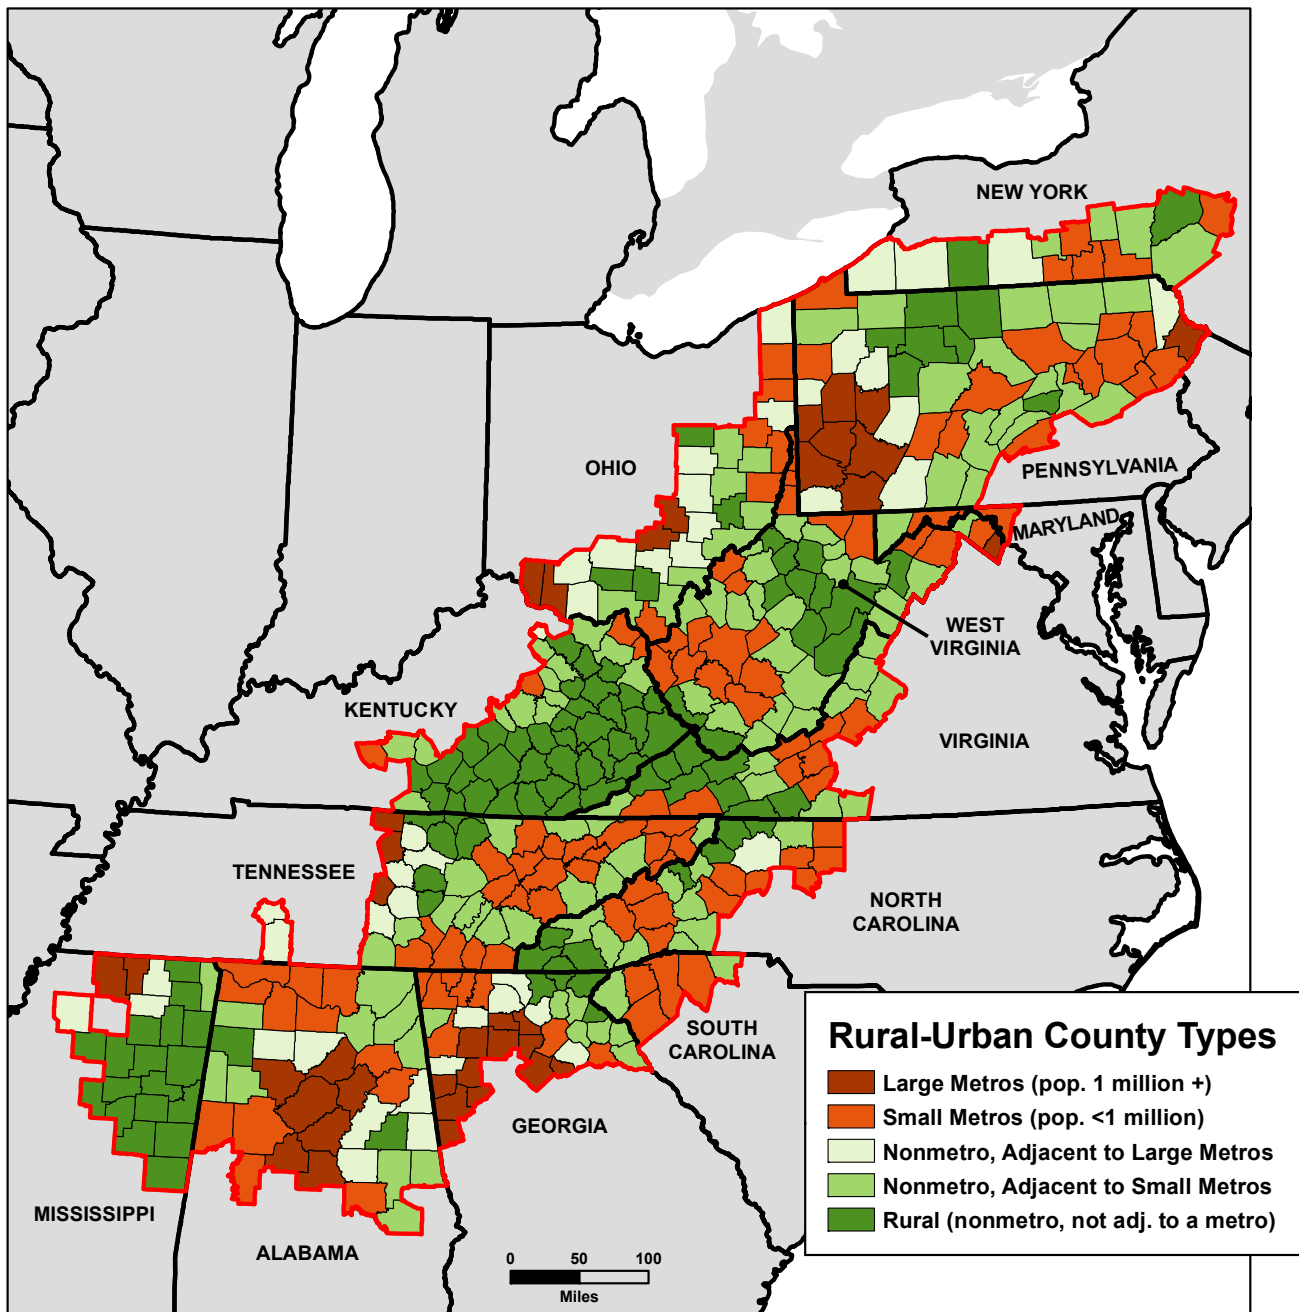 NEW YORK
OHIO
PENNSYLVANIA
MARYLAND
WEST
VIRGINIA
KENTUCKY
VIRGINIA
TENNESSEE
NORTH
CAROLINA
SOUTH
CAROLINA
GEORGIA
MISSISSIPPI
ALABAMA
Rural-Urban County Types
Large Metros (pop. 1 million +)
Small Metros (pop. <1 million)
Nonmetro, Adjacent to Large Metros
Nonmetro, Adjacent to Small Metros
Rural (nonmetro, not adj. to a metro)
0 50 100
Miles